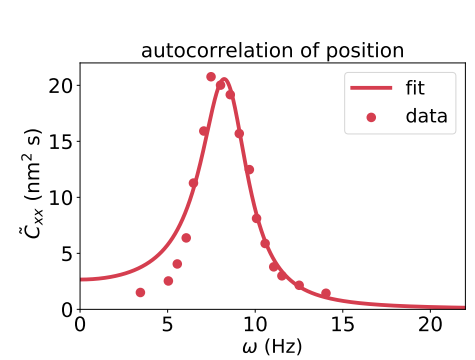 autocorrelation of position
fit
data
C̃ₓₓ (nm² s)
20
15
10
5
0
0 5 10 15 20
ω (Hz)